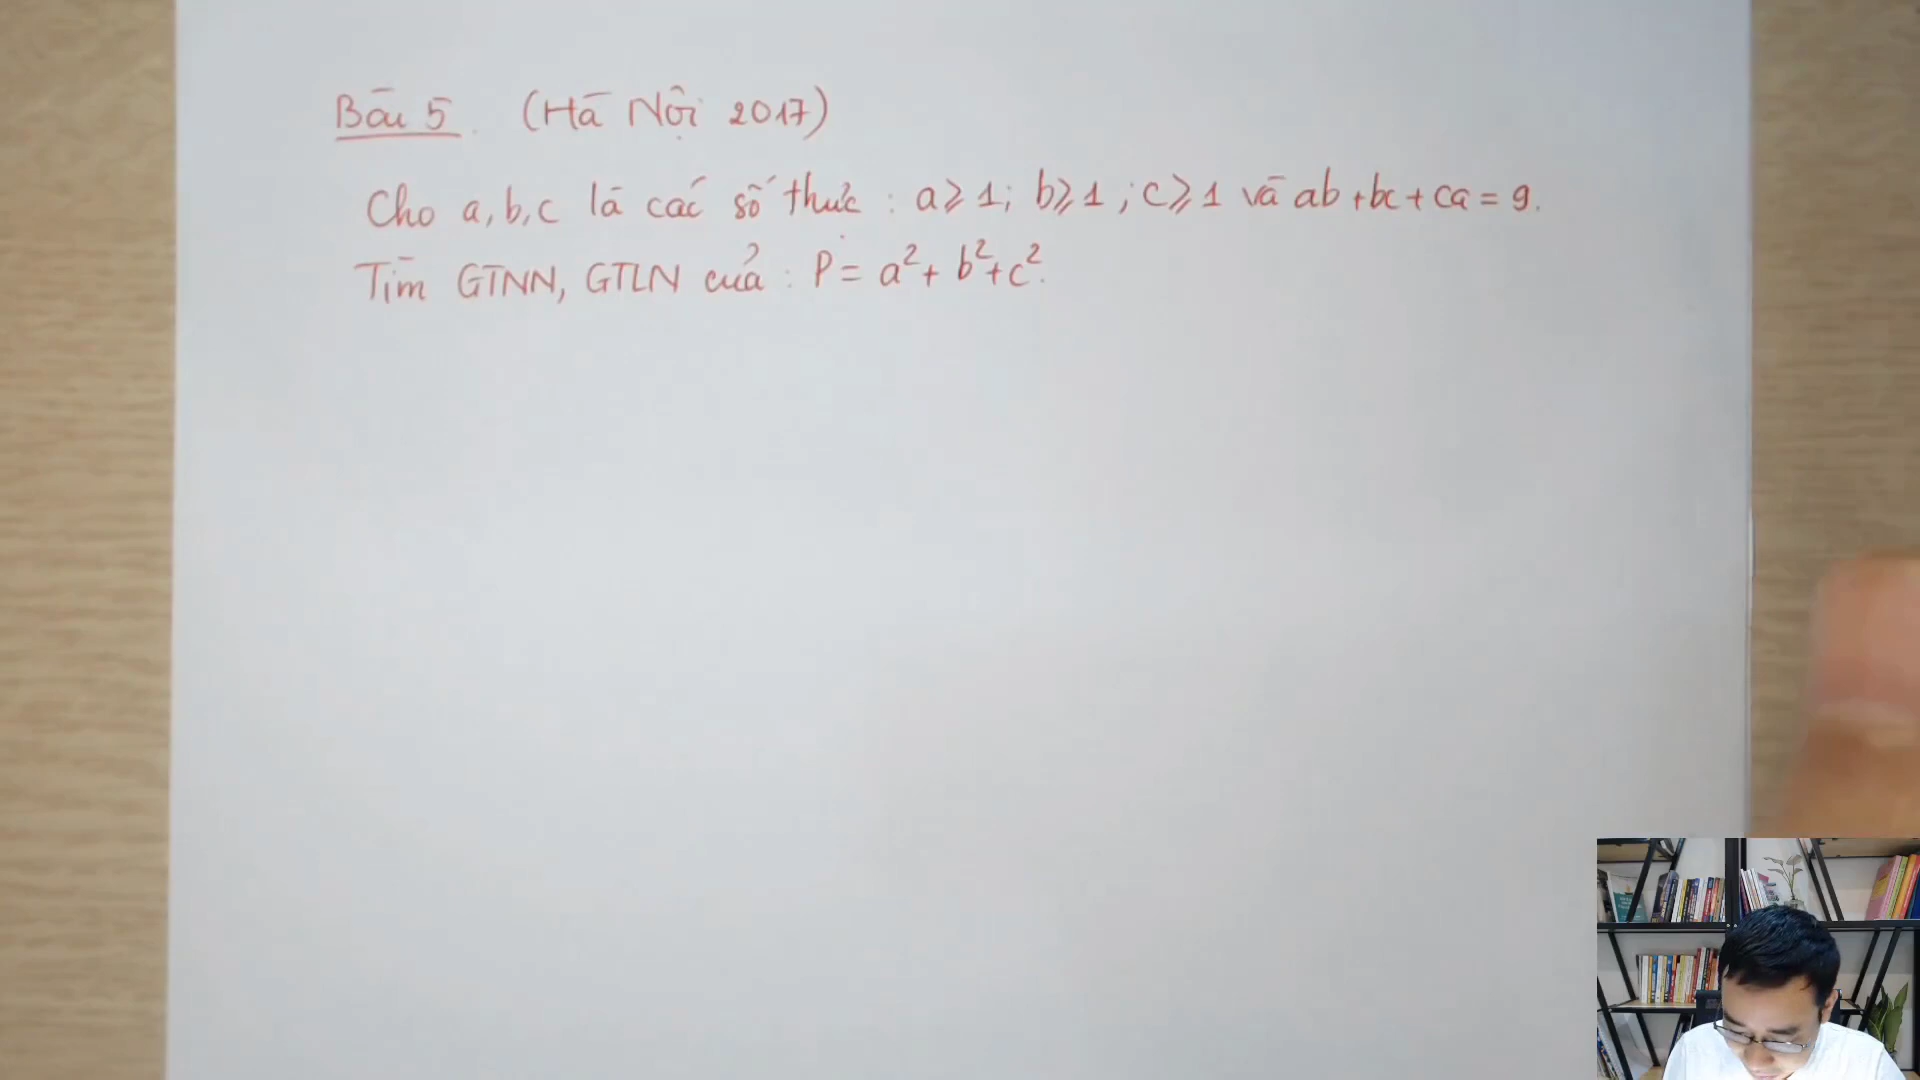 Bài 5. (Hà Nội 2017)
Cho a, b, c là các số thực : a ⩾ 1; b ⩾ 1 ; c ⩾ 1 và ab + bc + ca = 9.
Tìm GTNN, GTLN của : P = a² + b² + c².